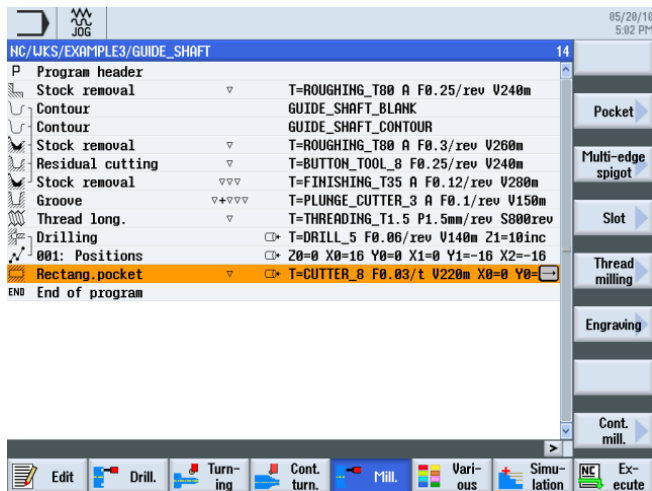 JOG
05/20/10
5:02 PM
NC/WKS/EXAMPLE3/GUIDE_SHAFT 14
P Program header
Stock removal ▽ T=ROUGHING_T80 A F0.25/rev V240m
Contour GUIDE_SHAFT_BLANK
Contour GUIDE_SHAFT_CONTOUR
Stock removal ▽ T=ROUGHING_T80 A F0.3/rev V260m
Residual cutting ▽ T=BUTTON_TOOL_8 F0.25/rev V240m
Stock removal ▽▽▽ T=FINISHING_T35 A F0.12/rev V280m
Groove ▽+▽▽▽ T=PLUNGE_CUTTER_3 A F0.1/rev V150m
Thread long. ▽ T=THREADING_T1.5 P1.5mm/rev S800rev
Drilling T=DRILL_5 F0.06/rev V140m Z1=10inc
001: Positions Z0=0 X0=16 Y0=0 X1=0 Y1=-16 X2=-16
Rectang.pocket ▽ T=CUTTER_8 F0.03/t V220m X0=0 Y0=
END End of program
Pocket
Multi-edge
spigot
Slot
Thread
milling
Engraving
Cont.
mill.
>
Edit
Drill.
Turn-
ing
Cont.
turn.
Mill.
Vari-
ous
Simu-
lation
NC Ex-
ecute